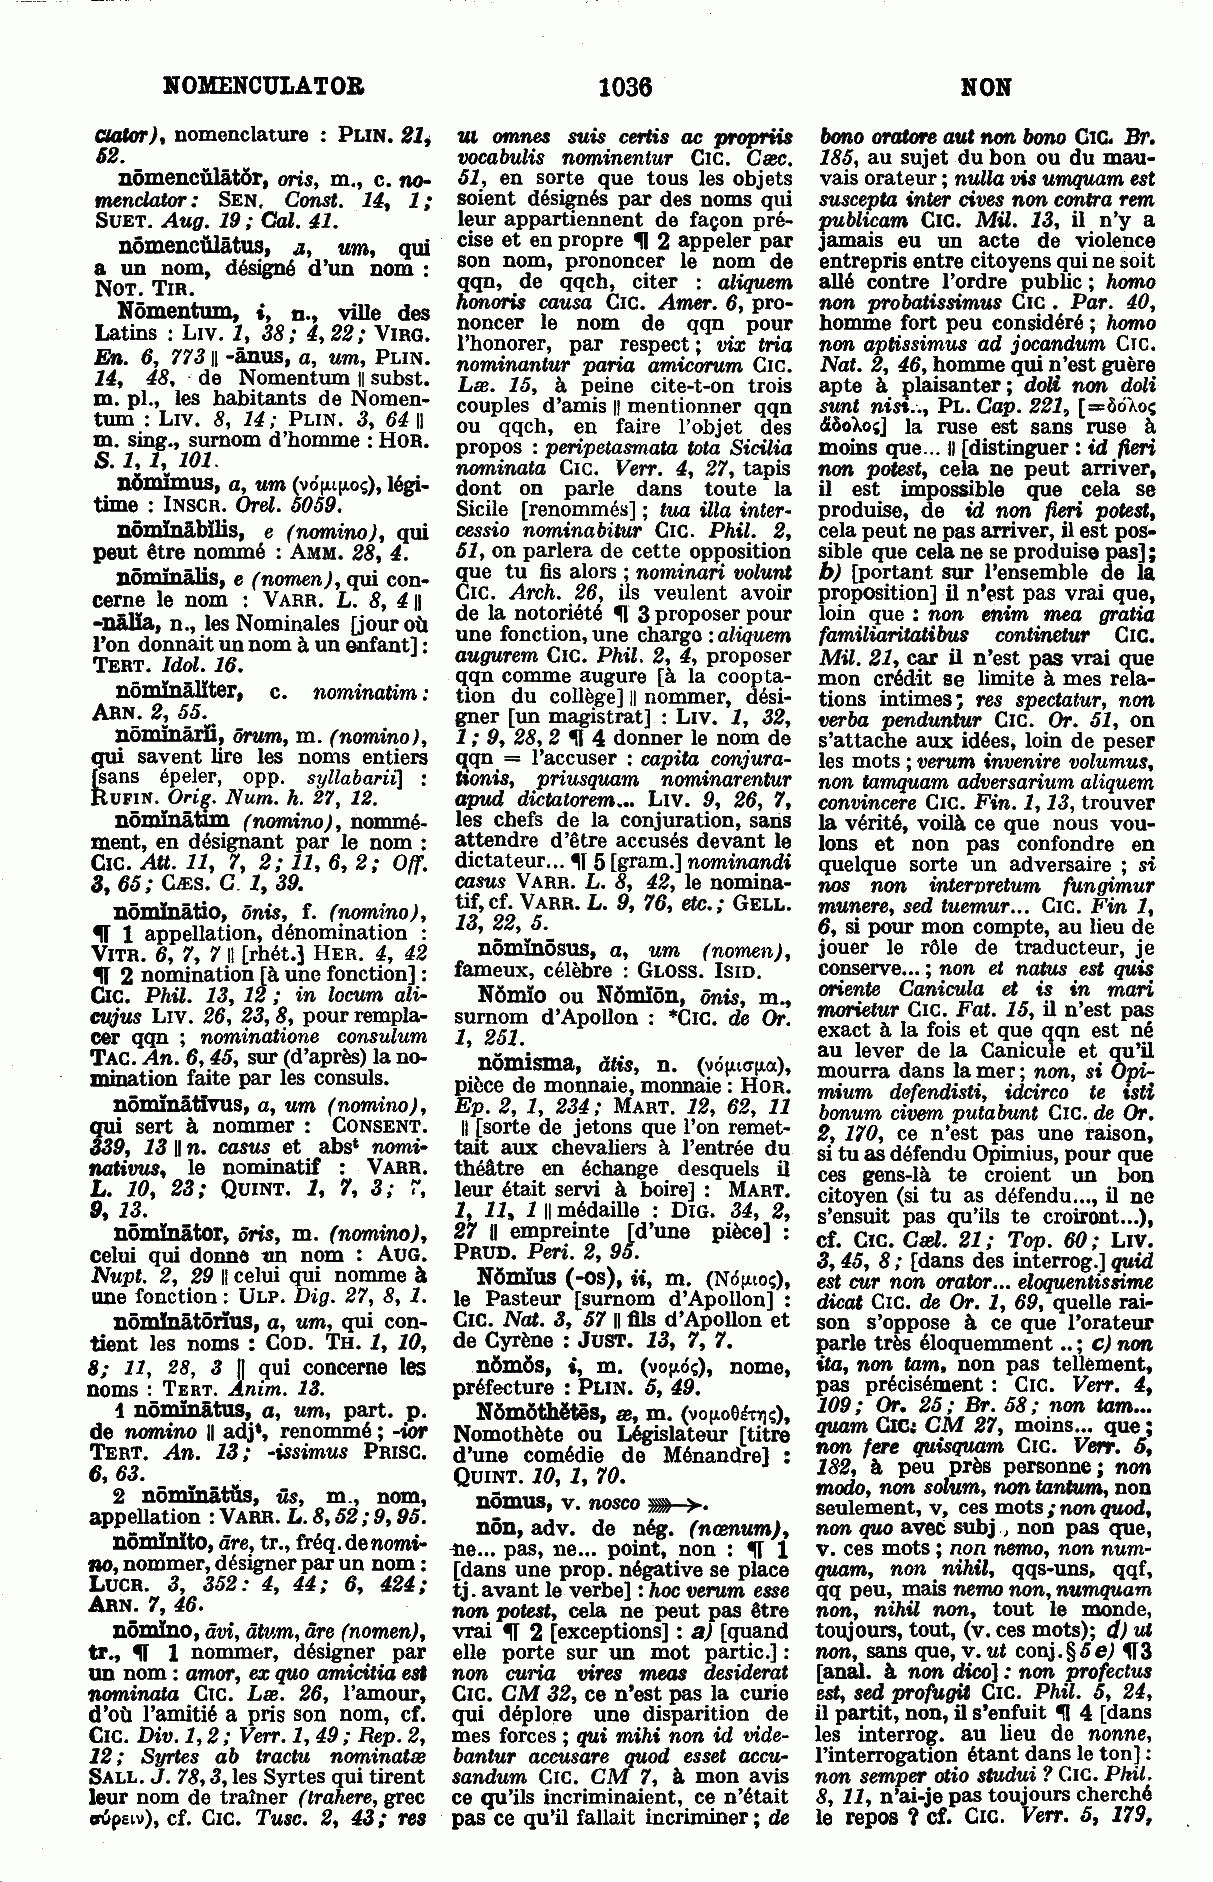 NOMENCULATOR 1036 NON
ciator), nomenclature : PLIN. 21,
52.
nōmencŭlātŏr, oris, m., c. no-
menclator : SEN. Const. 14, 1 ;
SUET. Aug. 19 ; Cal. 41.
nōmencŭlātus, a, um, qui
a un nom, désigné d'un nom :
NOT. TIR.
Nōmentum, i, n., ville des
Latins : LIV. 1, 38 ; 4, 22 ; VIRG.
En. 6, 773 || -ānus, a, um, PLIN.
14, 48, de Nomentum || subst.
m. pl., les habitants de Nomen-
tum : LIV. 8, 14 ; PLIN. 3, 64 ||
m. sing., surnom d'homme : HOR.
S. 1, 1, 101.
nŏmĭmus, a, um (νόμιμος), légi-
time : INSCR. Orel. 5059.
nōmĭnābĭlis, e (nomino), qui
peut être nommé : AMM. 28, 4.
nōmĭnālis, e (nomen), qui con-
cerne le nom : VARR. L. 8, 4 ||
-nālĭa, n., les Nominales [jour où
l'on donnait un nom à un enfant] :
TERT. Idol. 16.
nōmĭnālĭter, c. nominatim :
ARN. 2, 55.
nōmĭnārĭi, ōrum, m. (nomino),
qui savent lire les noms entiers
[sans épeler, opp. syllabarii] :
RUFIN. Orig. Num. h. 27, 12.
nōmĭnātim (nomino), nommé-
ment, en désignant par le nom :
CIC. Att. 11, 7, 2 ; 11, 6, 2 ; Off.
3, 65 ; CÆS. C. 1, 39.
nōmĭnātio, ōnis, f. (nomino),
¶ 1 appellation, dénomination :
VITR. 6, 7, 7 || [rhét.] HER. 4, 42
¶ 2 nomination [à une fonction] :
CIC. Phil. 13, 12 ; in locum ali-
cujus LIV. 26, 23, 8, pour rempla-
cer qqn ; nominatione consulum
TAC. An. 6, 45, sur (d'après) la no-
mination faite par les consuls.
nōmĭnātīvus, a, um (nomino),
qui sert à nommer : CONSENT.
339, 13 || n. casus et absᵗ nomi-
nativus, le nominatif : VARR.
L. 10, 23 ; QUINT. 1, 7, 3 ; 7,
9, 13.
nōmĭnātor, ōris, m. (nomino),
celui qui donne un nom : AUG.
Nupt. 2, 29 || celui qui nomme à
une fonction : ULP. Dig. 27, 8, 1.
nōmĭnātōrĭus, a, um, qui con-
tient les noms : COD. TH. 1, 10,
8 ; 11, 28, 3 || qui concerne les
noms : TERT. Anim. 13.
1 nōmĭnātus, a, um, part. p.
de nomino || adjᵗ, renommé ; -ior
TERT. An. 13 ; -issimus PRISC.
6, 63.
2 nōmĭnātŭs, ūs, m., nom,
appellation : VARR. L. 8, 52 ; 9, 95.
nōmĭnĭto, āre, tr., fréq. de nomi-
no, nommer, désigner par un nom :
LUCR. 3, 352 : 4, 44 ; 6, 424 ;
ARN. 7, 46.
nōmĭno, āvi, ātum, āre (nomen),
tr., ¶ 1 nommer, désigner par
un nom : amor, ex quo amicitia est
nominata CIC. Læ. 26, l'amour,
d'où l'amitié a pris son nom, cf.
CIC. Div. 1, 2 ; Verr. 1, 49 ; Rep. 2,
12 ; Syrtes ab tractu nominatæ
SALL. J. 78, 3, les Syrtes qui tirent
leur nom de traîner (trahere, grec
σύρειν), cf. CIC. Tusc. 2, 43 ; res
ut omnes suis certis ac propriis
vocabulis nominentur CIC. Cæc.
51, en sorte que tous les objets
soient désignés par des noms qui
leur appartiennent de façon pré-
cise et en propre ¶ 2 appeler par
son nom, prononcer le nom de
qqn, de qqch, citer : aliquem
honoris causa CIC. Amer. 6, pro-
noncer le nom de qqn pour
l'honorer, par respect ; vix tria
nominantur paria amicorum CIC.
Læ. 15, à peine cite-t-on trois
couples d'amis || mentionner qqn
ou qqch, en faire l'objet des
propos : peripetasmata tota Sicilia
nominata CIC. Verr. 4, 27, tapis
dont on parle dans toute la
Sicile [renommés] ; tua illa inter-
cessio nominabitur CIC. Phil. 2,
51, on parlera de cette opposition
que tu fis alors ; nominari volunt
CIC. Arch. 26, ils veulent avoir
de la notoriété ¶ 3 proposer pour
une fonction, une charge : aliquem
augurem CIC. Phil. 2, 4, proposer
qqn comme augure [à la coopta-
tion du collège] || nommer, dési-
gner [un magistrat] : LIV. 1, 32,
1 ; 9, 28, 2 ¶ 4 donner le nom de
qqn = l'accuser : capita conjura-
tionis, priusquam nominarentur
apud dictatorem... LIV. 9, 26, 7,
les chefs de la conjuration, sans
attendre d'être accusés devant le
dictateur... ¶ 5 [gram.] nominandi
casus VARR. L. 8, 42, le nomina-
tif, cf. VARR. L. 9, 76, etc. ; GELL.
13, 22, 5.
nōmĭnōsus, a, um (nomen),
fameux, célèbre : GLOSS. ISID.
Nŏmĭo ou Nŏmĭōn, ōnis, m.,
surnom d'Apollon : *CIC. de Or.
1, 251.
nŏmisma, ătis, n. (νόμισμα),
pièce de monnaie, monnaie : HOR.
Ep. 2, 1, 234 ; MART. 12, 62, 11
|| [sorte de jetons que l'on remet-
tait aux chevaliers à l'entrée du
théâtre en échange desquels il
leur était servi à boire] : MART.
1, 11, 1 || médaille : DIG. 34, 2,
27 || empreinte [d'une pièce] :
PRUD. Peri. 2, 95.
Nŏmĭus (-os), ii, m. (Νόμιος),
le Pasteur [surnom d'Apollon] :
CIC. Nat. 3, 57 || fils d'Apollon et
de Cyrène : JUST. 13, 7, 7.
nŏmŏs, i, m. (νομός), nome,
préfecture : PLIN. 5, 49.
Nŏmŏthĕtēs, æ, m. (νομοθέτης),
Nomothète ou Législateur [titre
d'une comédie de Ménandre] :
QUINT. 10, 1, 70.
nōmus, v. nosco ➳.
nōn, adv. de nég. (nœnum),
ne... pas, ne... point, non : ¶ 1
[dans une prop. négative se place
tj. avant le verbe] : hoc verum esse
non potest, cela ne peut pas être
vrai ¶ 2 [exceptions] : a) [quand
elle porte sur un mot partic.] :
non curia vires meas desiderat
CIC. CM 32, ce n'est pas la curie
qui déplore une disparition de
mes forces ; qui mihi non id vide-
bantur accusare quod esset accu-
sandum CIC. CM 7, à mon avis
ce qu'ils incriminaient, ce n'était
pas ce qu'il fallait incriminer ; de
bono oratore aut non bono CIC. Br.
185, au sujet du bon ou du mau-
vais orateur ; nulla vis umquam est
suscepta inter cives non contra rem
publicam CIC. Mil. 13, il n'y a
jamais eu un acte de violence
entrepris entre citoyens qui ne soit
allé contre l'ordre public ; homo
non probatissimus CIC . Par. 40,
homme fort peu considéré ; homo
non aptissimus ad jocandum CIC.
Nat. 2, 46, homme qui n'est guère
apte à plaisanter ; doli non doli
sunt nisi..., PL. Cap. 221, [=δόλος
ἄδολος] la ruse est sans ruse à
moins que... || [distinguer : id fieri
non potest, cela ne peut arriver,
il est impossible que cela se
produise, de id non fieri potest,
cela peut ne pas arriver, il est pos-
sible que cela ne se produise pas] ;
b) [portant sur l'ensemble de la
proposition] il n'est pas vrai que,
loin que : non enim mea gratia
familiaritatibus continetur CIC.
Mil. 21, car il n'est pas vrai que
mon crédit se limite à mes rela-
tions intimes ; res spectatur, non
verba penduntur CIC. Or. 51, on
s'attache aux idées, loin de peser
les mots ; verum invenire volumus,
non tamquam adversarium aliquem
convincere CIC. Fin. 1, 13, trouver
la vérité, voilà ce que nous vou-
lons et non pas confondre en
quelque sorte un adversaire ; si
nos non interpretum fungimur
munere, sed tuemur... CIC. Fin 1,
6, si pour mon compte, au lieu de
jouer le rôle de traducteur, je
conserve... ; non et natus est quis
oriente Canicula et is in mari
morietur CIC. Fat. 15, il n'est pas
exact à la fois et que qqn est né
au lever de la Canicule et qu'il
mourra dans la mer ; non, si Opi-
mium defendisti, idcirco te isti
bonum civem putabunt CIC. de Or.
2, 170, ce n'est pas une raison,
si tu as défendu Opimius, pour que
ces gens-là te croient un bon
citoyen (si tu as défendu..., il ne
s'ensuit pas qu'ils te croiront...),
cf. CIC. Cæl. 21 ; Top. 60 ; LIV.
3, 45, 8 ; [dans des interrog.] quid
est cur non orator... eloquentissime
dicat CIC. de Or. 1, 69, quelle rai-
son s'oppose à ce que l'orateur
parle très éloquemment .. ; c) non
ita, non tam, non pas tellement,
pas précisément : CIC. Verr. 4,
109 ; Or. 25 ; Br. 58 ; non tam...
quam CIC. CM 27, moins... que ;
non fere quisquam CIC. Verr. 5,
182, à peu près personne ; non
modo, non solum, non tantum, non
seulement, v, ces mots ; non quod,
non quo avec subj., non pas que,
v. ces mots ; non nemo, non num-
quam, non nihil, qqs-uns, qqf,
qq peu, mais nemo non, numquam
non, nihil non, tout le monde,
toujours, tout, (v. ces mots) ; d) ut
non, sans que, v. ut conj. § 5 e) ¶ 3
[anal. à non dico] : non profectus
est, sed profugit CIC. Phil. 5, 24,
il partit, non, il s'enfuit ¶ 4 [dans
les interrog. au lieu de nonne,
l'interrogation étant dans le ton] :
non semper otio studui ? CIC. Phil.
8, 11, n'ai-je pas toujours cherché
le repos ? cf. CIC. Verr. 5, 179,